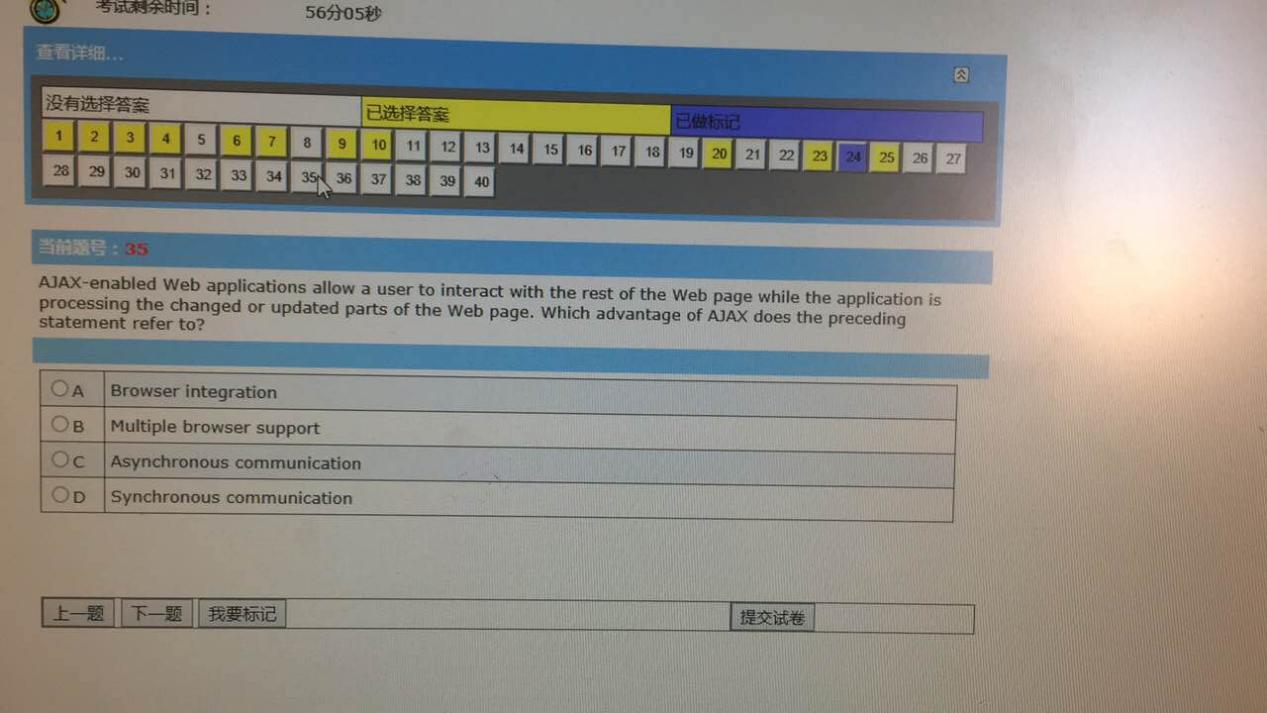 考试剩余时间： 56分05秒
查看详细...
没有选择答案 已选择答案 已做标记
1 2 3 4 5 6 7 8 9 10 11 12 13 14 15 16 17 18 19 20 21 22 23 24 25 26 27
28 29 30 31 32 33 34 35 36 37 38 39 40
当前题号：35
AJAX-enabled Web applications allow a user to interact with the rest of the Web page while the application is
processing the changed or updated parts of the Web page. Which advantage of AJAX does the preceding
statement refer to?
A Browser integration
B Multiple browser support
C Asynchronous communication
D Synchronous communication
上一题 下一题 我要标记 提交试卷